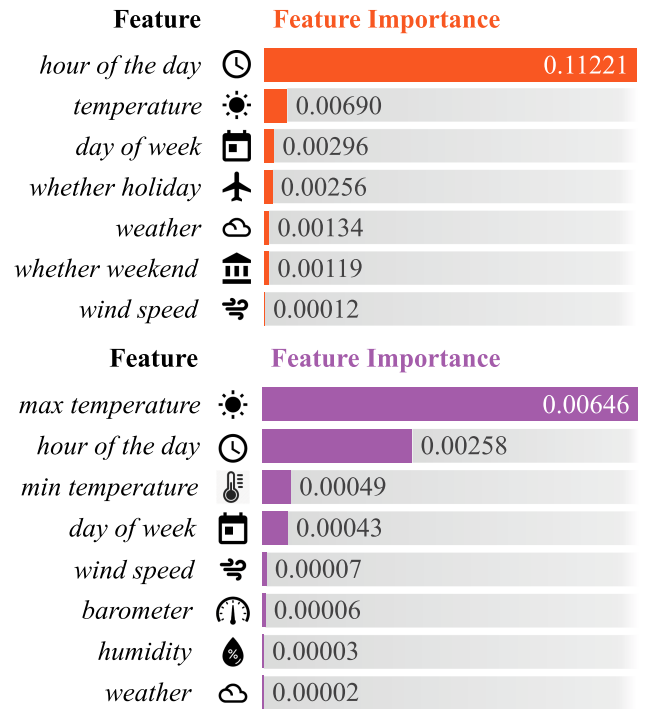 Feature Feature Importance
hour of the day 0.11221
temperature 0.00690
day of week 0.00296
whether holiday 0.00256
weather 0.00134
whether weekend 0.00119
wind speed 0.00012
Feature Feature Importance
max temperature 0.00646
hour of the day 0.00258
min temperature 0.00049
day of week 0.00043
wind speed 0.00007
barometer 0.00006
humidity % 0.00003
weather 0.00002